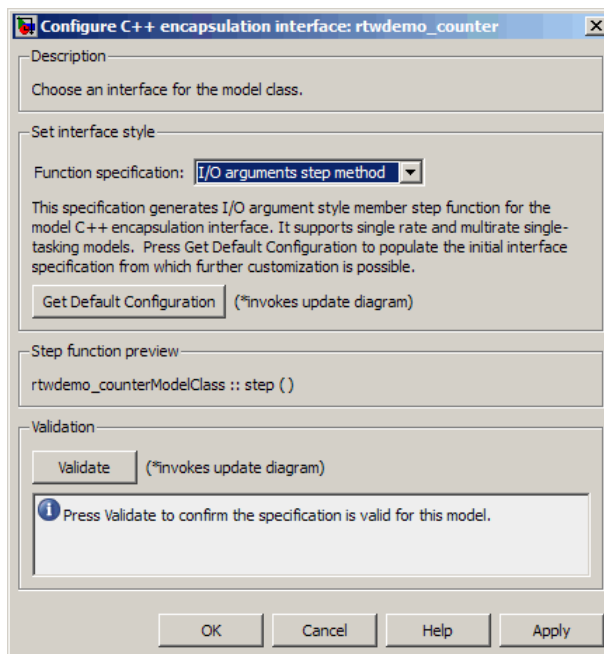 Configure C++ encapsulation interface: rtwdemo_counter
Description
Choose an interface for the model class.
Set interface style
Function specification: I/O arguments step method
This specification generates I/O argument style member step function for the
model C++ encapsulation interface. It supports single rate and multirate single-
tasking models. Press Get Default Configuration to populate the initial interface
specification from which further customization is possible.
Get Default Configuration (*invokes update diagram)
Step function preview
rtwdemo_counterModelClass :: step ( )
Validation
Validate (*invokes update diagram)
Press Validate to confirm the specification is valid for this model.
OK Cancel Help Apply